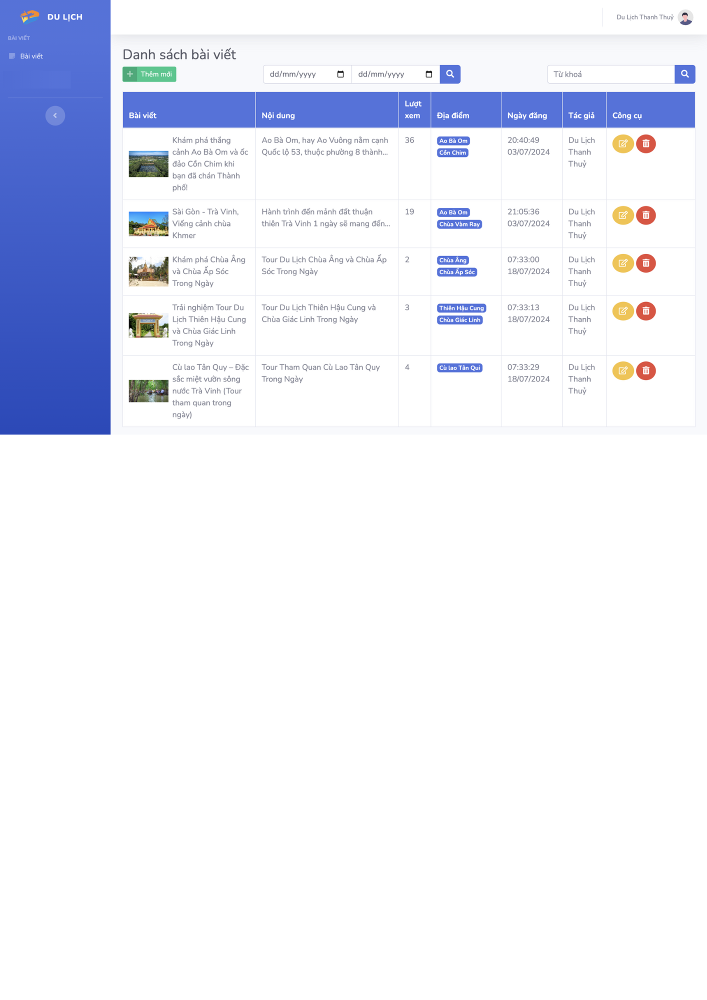 DU LỊCH
Du Lịch Thanh Thuỷ
BÀI VIẾT
Bài viết
Danh sách bài viết
Thêm mới
dd/mm/yyyy
dd/mm/yyyy
Từ khoá
Bài viết
Nội dung
Lượt
xem
Địa điểm
Ngày đăng
Tác giả
Công cụ
Khám phá thắng
cảnh Ao Bà Om và ốc
đảo Cồn Chim khi
bạn đã chán Thành
phố!
Ao Bà Om, hay Ao Vuông nằm cạnh
Quốc lộ 53, thuộc phường 8 thành...
36
Ao Bà Om
Cồn Chim
20:40:49
03/07/2024
Du Lịch
Thanh
Thuỷ
Sài Gòn - Trà Vinh,
Viếng cảnh chùa
Khmer
Hành trình đến mảnh đất thuận
thiên Trà Vinh 1 ngày sẽ mang đến...
19
Ao Bà Om
Chùa Vàm Ray
21:05:36
03/07/2024
Du Lịch
Thanh
Thuỷ
Khám phá Chùa Âng
và Chùa Ấp Sóc
Trong Ngày
Tour Du Lịch Chùa Âng và Chùa Ấp
Sóc Trong Ngày
2
Chùa Âng
Chùa Ấp Sóc
07:33:00
18/07/2024
Du Lịch
Thanh
Thuỷ
Trải nghiệm Tour Du
Lịch Thiên Hậu Cung
và Chùa Giác Linh
Trong Ngày
Tour Du Lịch Thiên Hậu Cung và
Chùa Giác Linh Trong Ngày
3
Thiên Hậu Cung
Chùa Giác Linh
07:33:13
18/07/2024
Du Lịch
Thanh
Thuỷ
Cù lao Tân Quy – Đặc
sắc miệt vườn sông
nước Trà Vinh (Tour
tham quan trong
ngày)
Tour Tham Quan Cù Lao Tân Quy
Trong Ngày
4
Cù lao Tân Qui
07:33:29
18/07/2024
Du Lịch
Thanh
Thuỷ